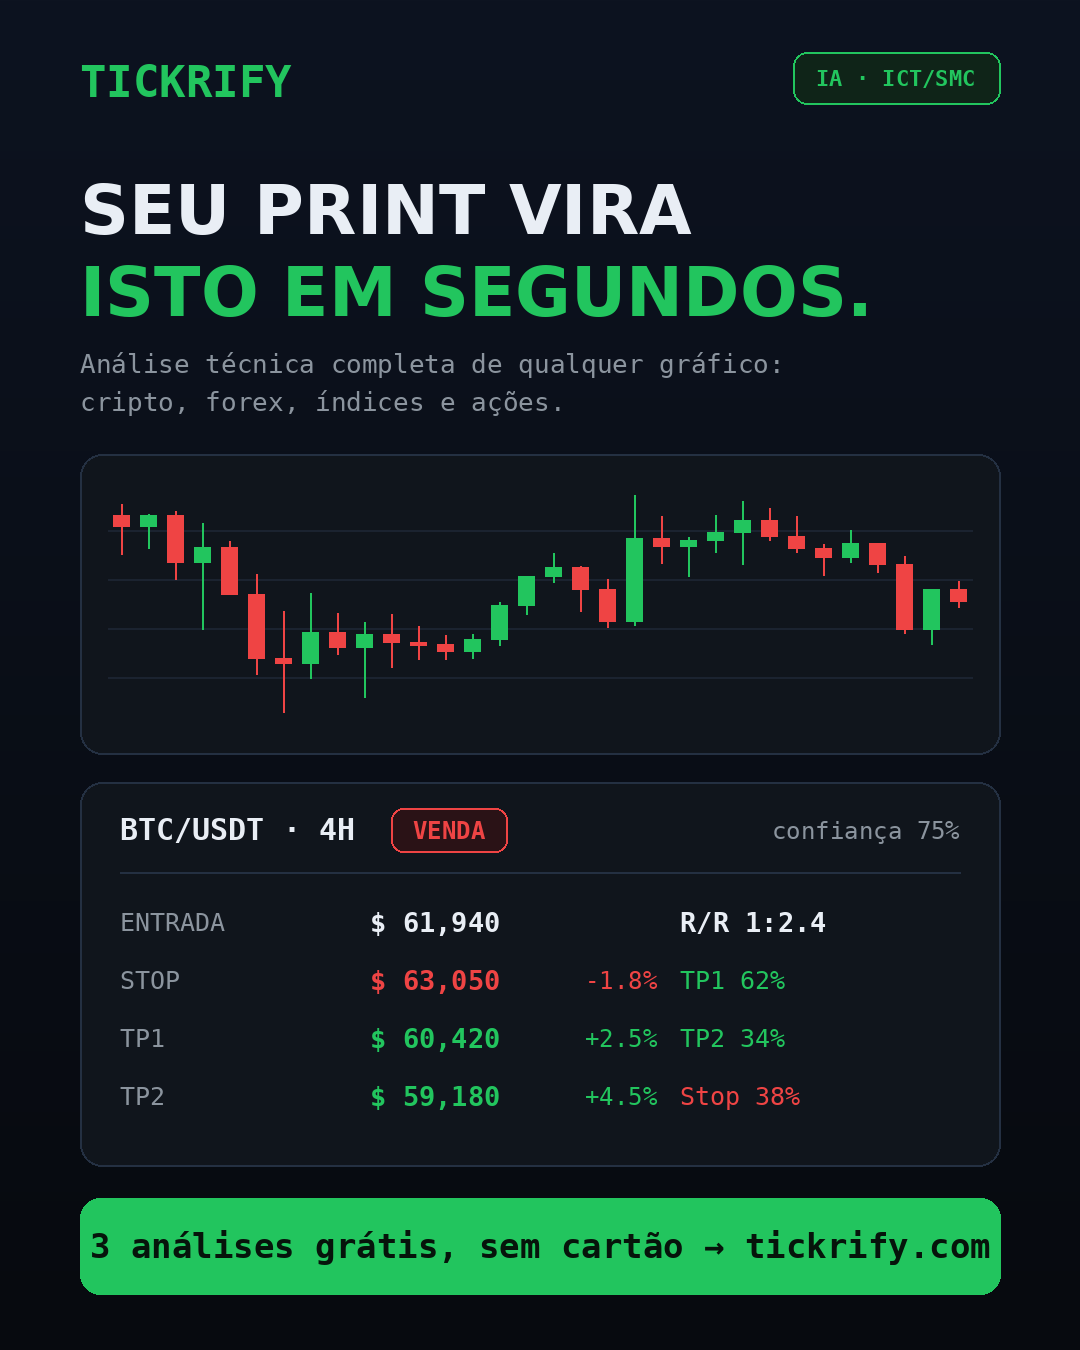 TICKRIFY
IA · ICT/SMC
SEU PRINT VIRA
ISTO EM SEGUNDOS.
Análise técnica completa de qualquer gráfico:
cripto, forex, índices e ações.
BTC/USDT · 4H VENDA confiança 75%
ENTRADA $ 61,940 R/R 1:2.4
STOP $ 63,050 -1.8% TP1 62%
TP1 $ 60,420 +2.5% TP2 34%
TP2 $ 59,180 +4.5% Stop 38%
3 análises grátis, sem cartão → tickrify.com